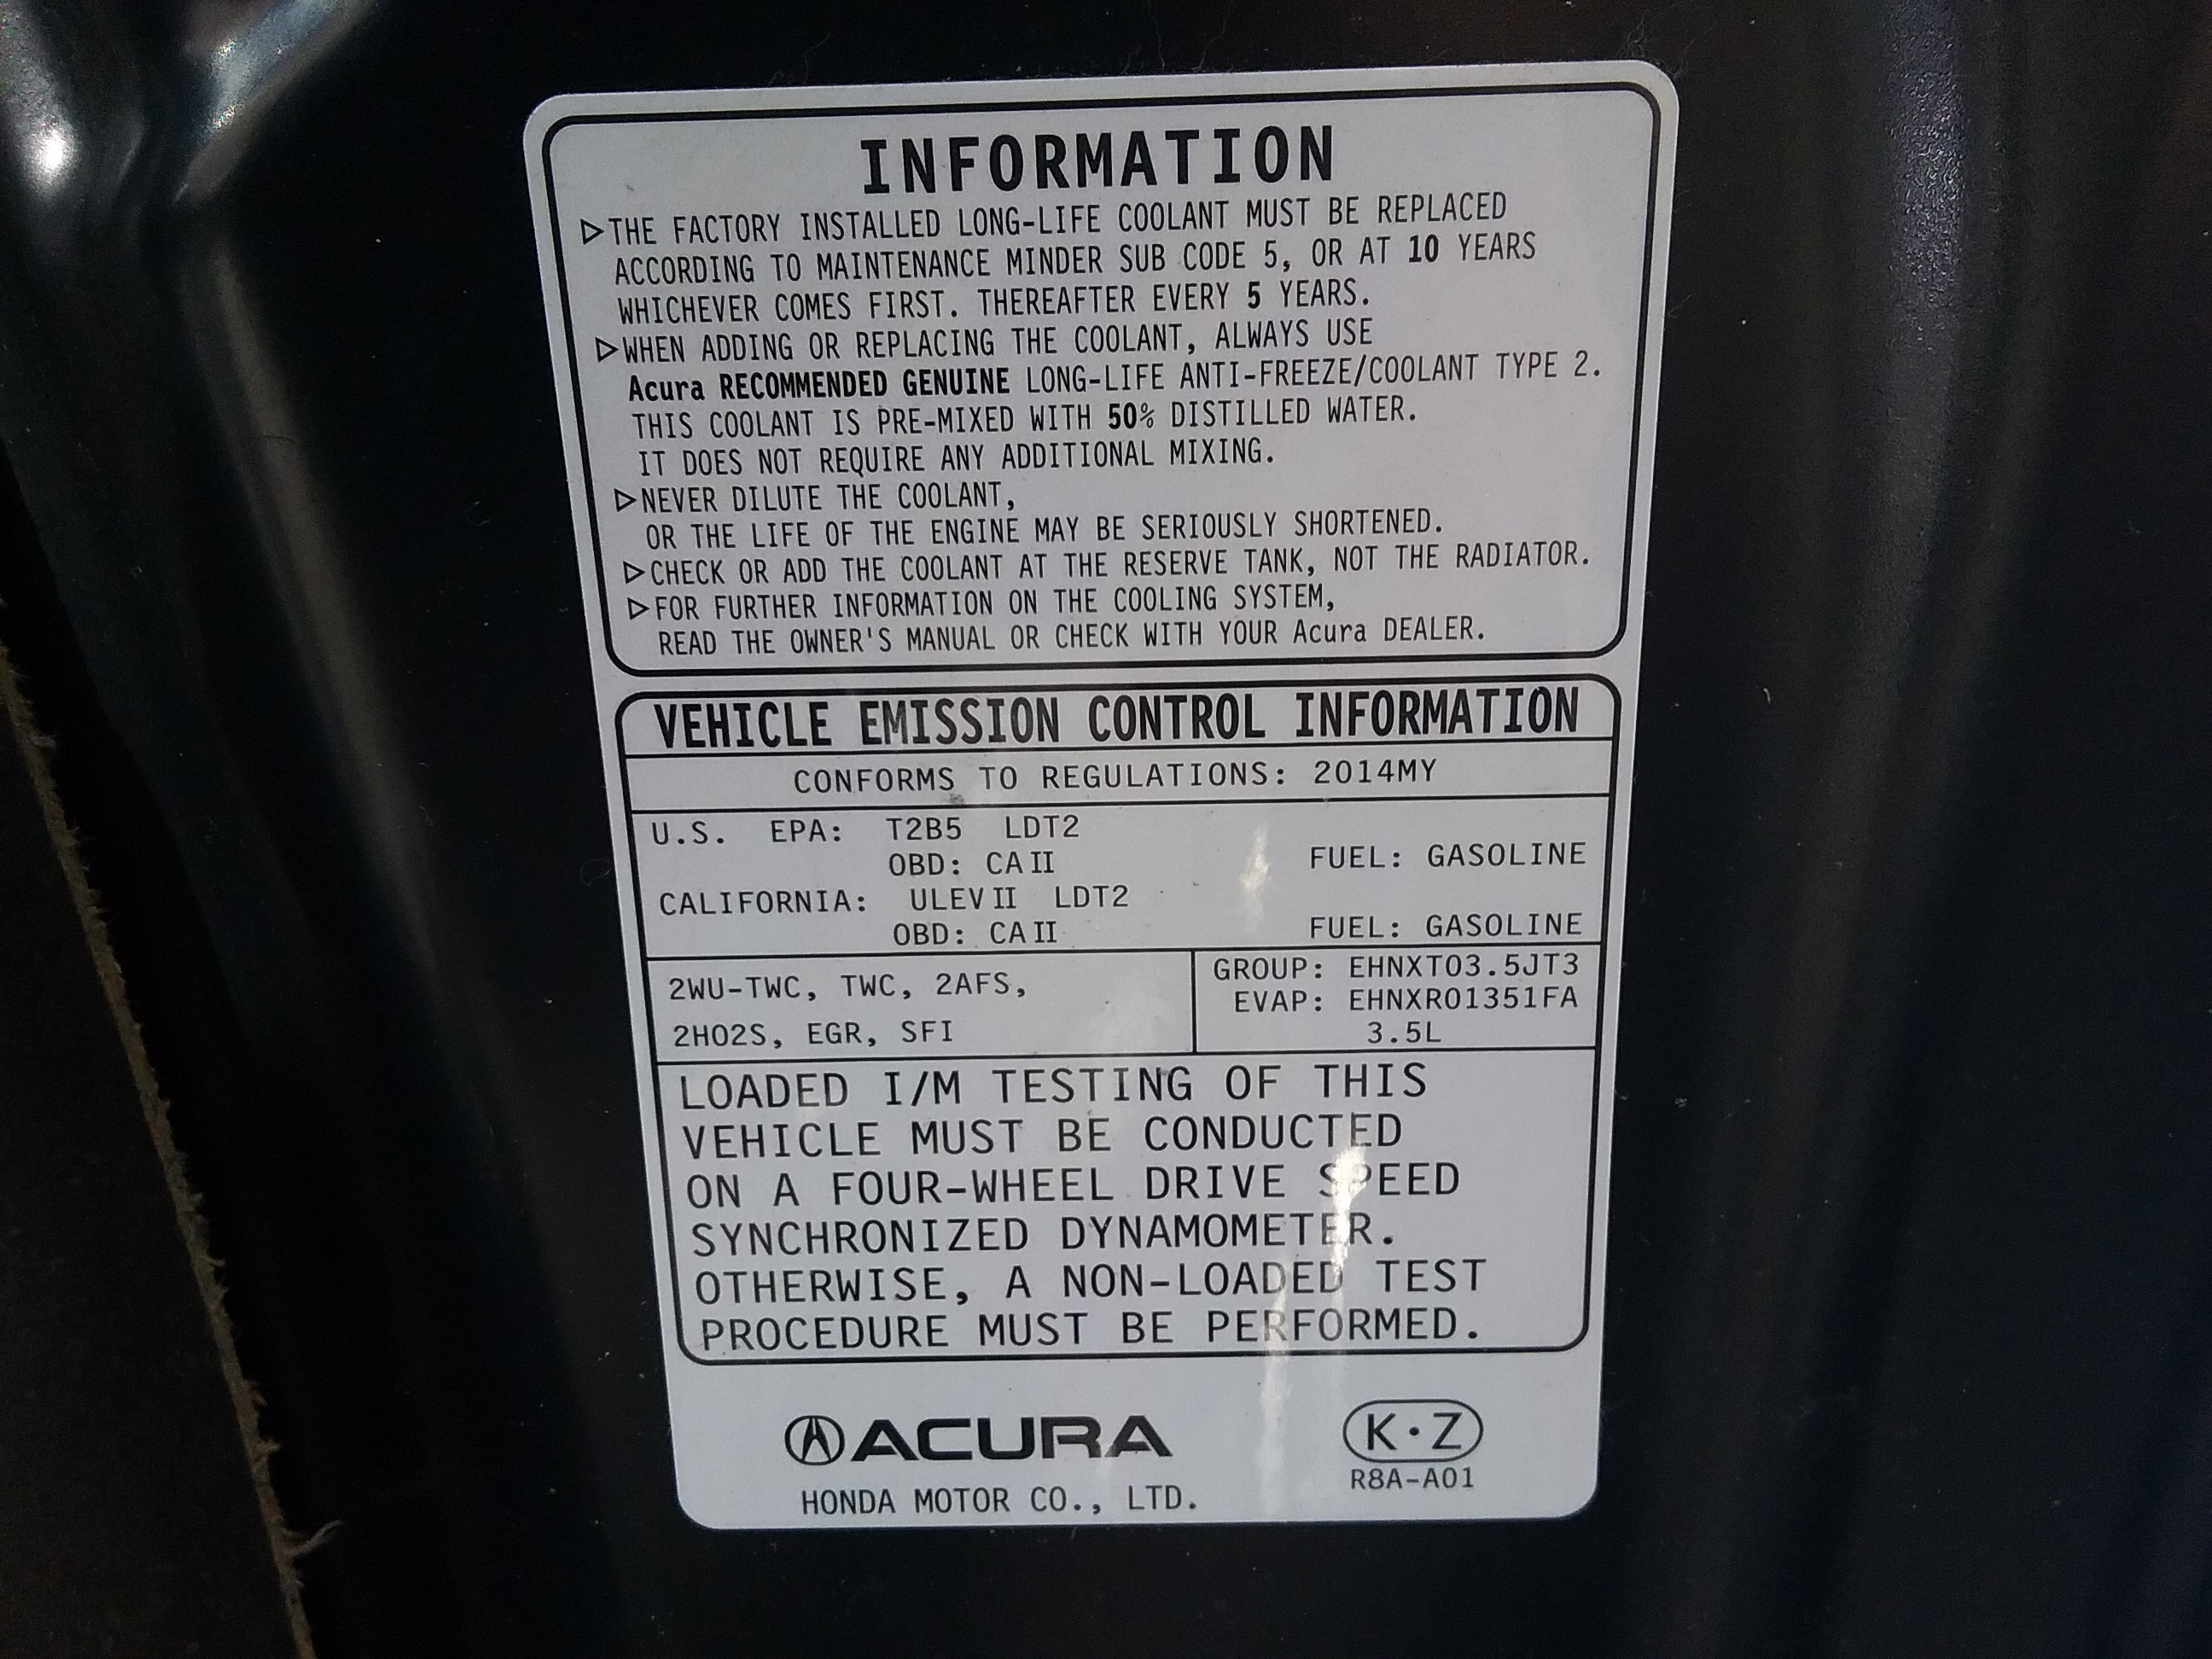 INFORMATION
▷THE FACTORY INSTALLED LONG-LIFE COOLANT MUST BE REPLACED
ACCORDING TO MAINTENANCE MINDER SUB CODE 5, OR AT 10 YEARS
WHICHEVER COMES FIRST. THEREAFTER EVERY 5 YEARS.
▷WHEN ADDING OR REPLACING THE COOLANT, ALWAYS USE
Acura RECOMMENDED GENUINE LONG-LIFE ANTI-FREEZE/COOLANT TYPE 2.
THIS COOLANT IS PRE-MIXED WITH 50% DISTILLED WATER.
IT DOES NOT REQUIRE ANY ADDITIONAL MIXING.
▷NEVER DILUTE THE COOLANT,
OR THE LIFE OF THE ENGINE MAY BE SERIOUSLY SHORTENED.
▷CHECK OR ADD THE COOLANT AT THE RESERVE TANK, NOT THE RADIATOR.
▷FOR FURTHER INFORMATION ON THE COOLING SYSTEM,
READ THE OWNER'S MANUAL OR CHECK WITH YOUR Acura DEALER.
VEHICLE EMISSION CONTROL INFORMATION
CONFORMS TO REGULATIONS: 2014MY
U.S. EPA: T2B5 LDT2
OBD: CAII FUEL: GASOLINE
CALIFORNIA: ULEVII LDT2
OBD: CAII FUEL: GASOLINE
2WU-TWC, TWC, 2AFS,
2HO2S, EGR, SFI
GROUP: EHNXT03.5JT3
EVAP: EHNXR01351FA
3.5L
LOADED I/M TESTING OF THIS
VEHICLE MUST BE CONDUCTED
ON A FOUR-WHEEL DRIVE SPEED
SYNCHRONIZED DYNAMOMETER.
OTHERWISE, A NON-LOADED TEST
PROCEDURE MUST BE PERFORMED.
ACURA
HONDA MOTOR CO., LTD.
K·Z
R8A-A01